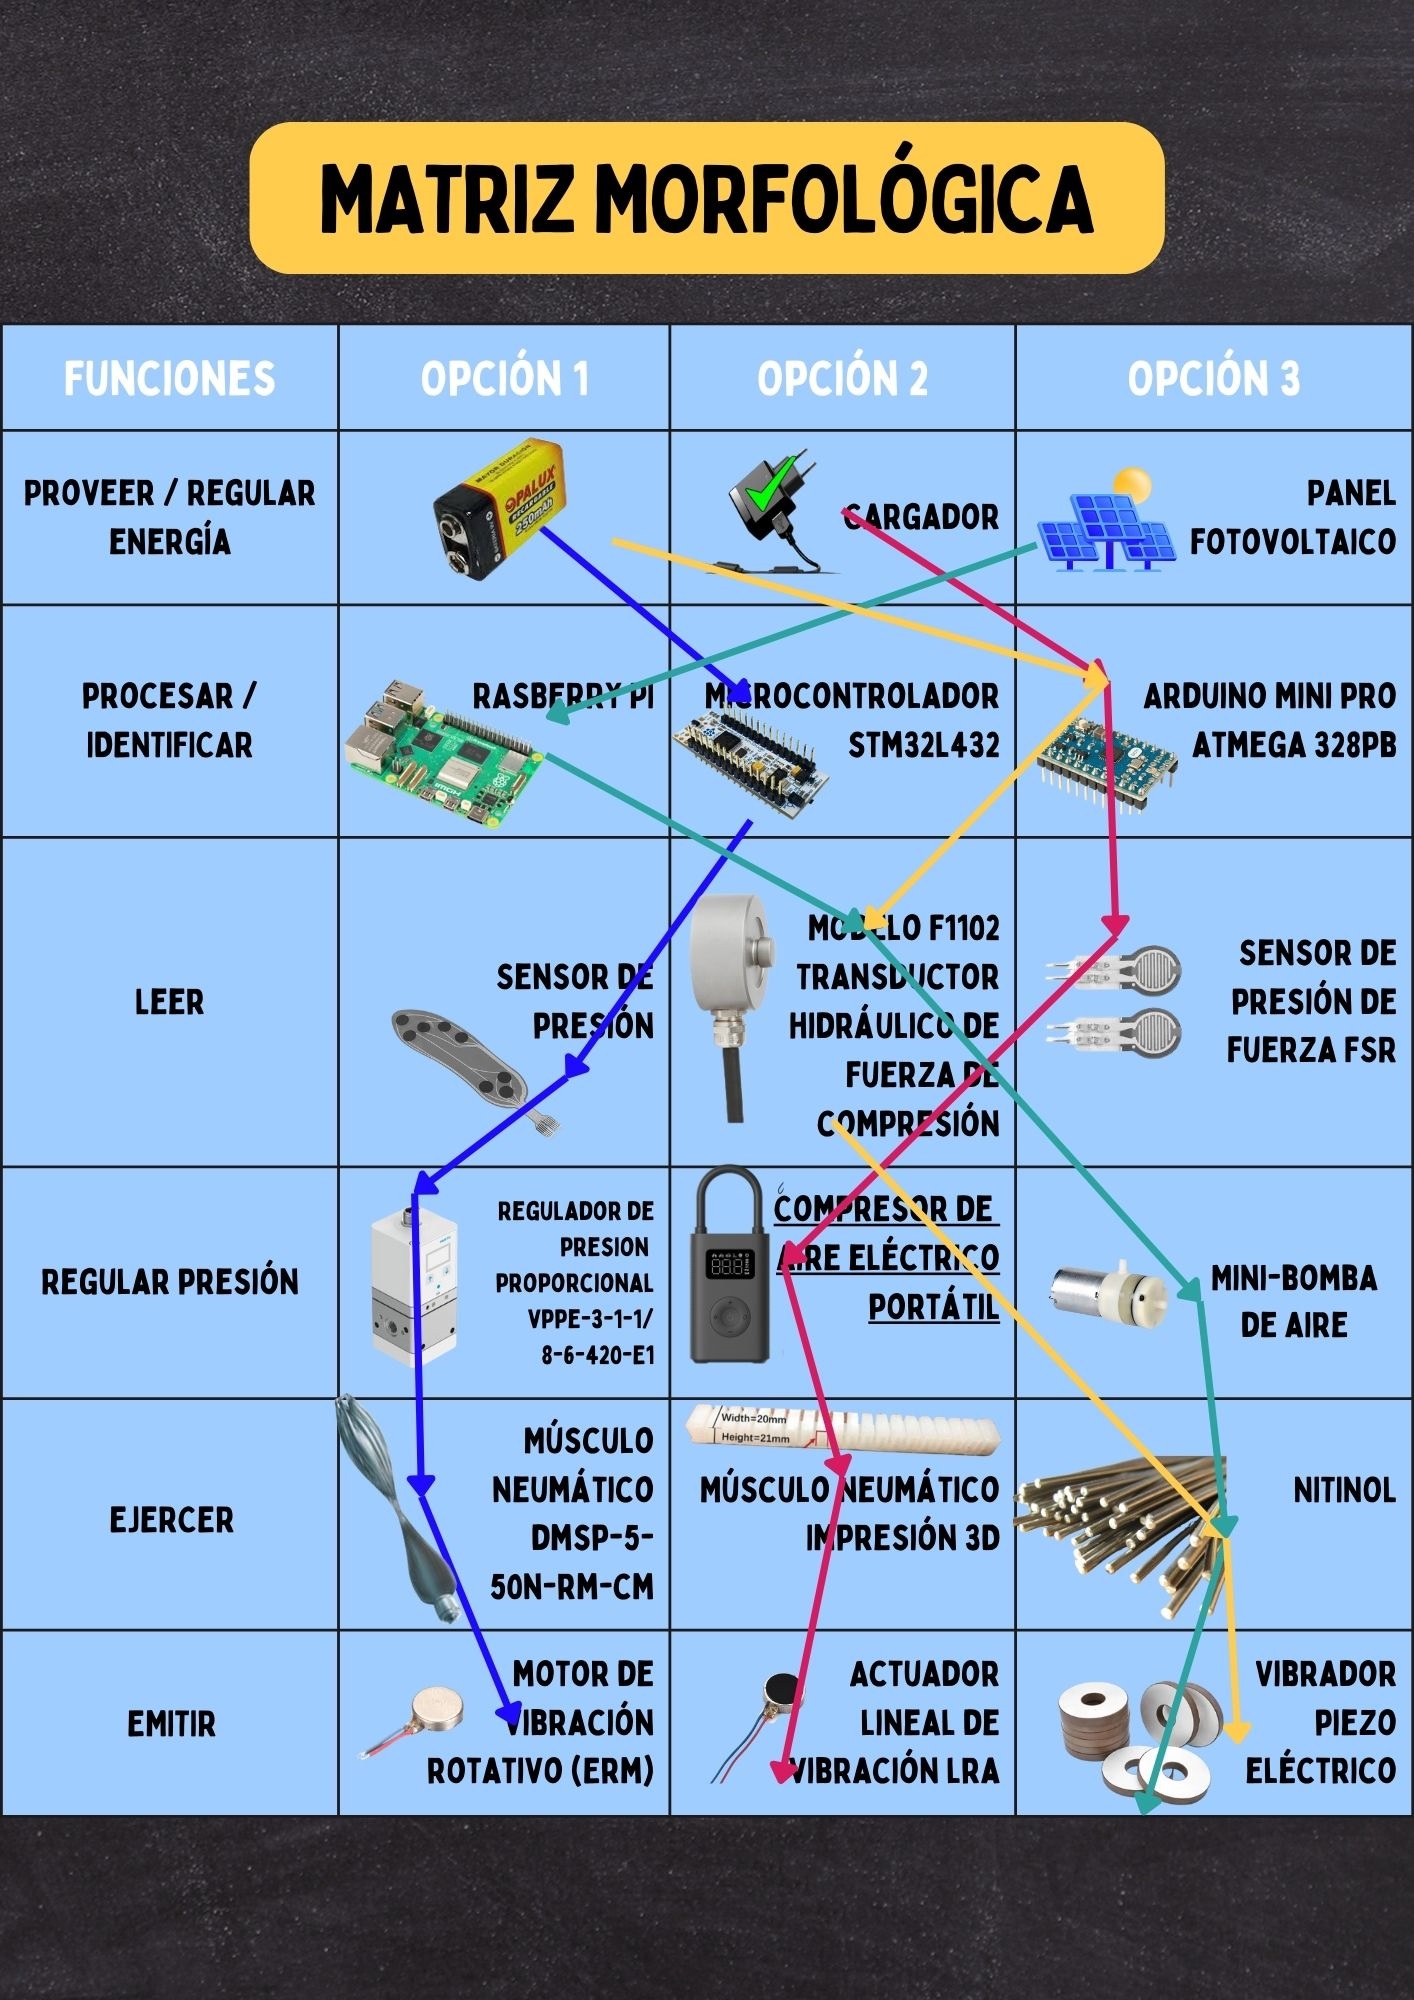 MATRIZ MORFOLÓGICA
FUNCIONES
OPCIÓN 1
OPCIÓN 2
OPCIÓN 3
PROVEER / REGULAR
ENERGÍA
MAYOR DURACIÓN
OPALUX
RECARGABLE
250mAh
CARGADOR
PANEL
FOTOVOLTAICO
PROCESAR /
IDENTIFICAR
RASBERRY PI
MICROCONTROLADOR
STM32L432
ARDUINO MINI PRO
ATMEGA 328PB
LEER
SENSOR DE
PRESIÓN
MODELO F1102
TRANSDUCTOR
HIDRÁULICO DE
FUERZA DE
COMPRESIÓN
SENSOR DE
PRESIÓN DE
FUERZA FSR
REGULAR PRESIÓN
REGULADOR DE
PRESION
PROPORCIONAL
VPPE-3-1-1/
8-6-420-E1
COMPRESOR DE
AIRE ELÉCTRICO
PORTÁTIL
MINI-BOMBA
DE AIRE
EJERCER
MÚSCULO
NEUMÁTICO
DMSP-5-
50N-RM-CM
Width=20mm
Height=21mm
MÚSCULO NEUMÁTICO
IMPRESIÓN 3D
NITINOL
EMITIR
MOTOR DE
VIBRACIÓN
ROTATIVO (ERM)
ACTUADOR
LINEAL DE
VIBRACIÓN LRA
VIBRADOR
PIEZO
ELÉCTRICO